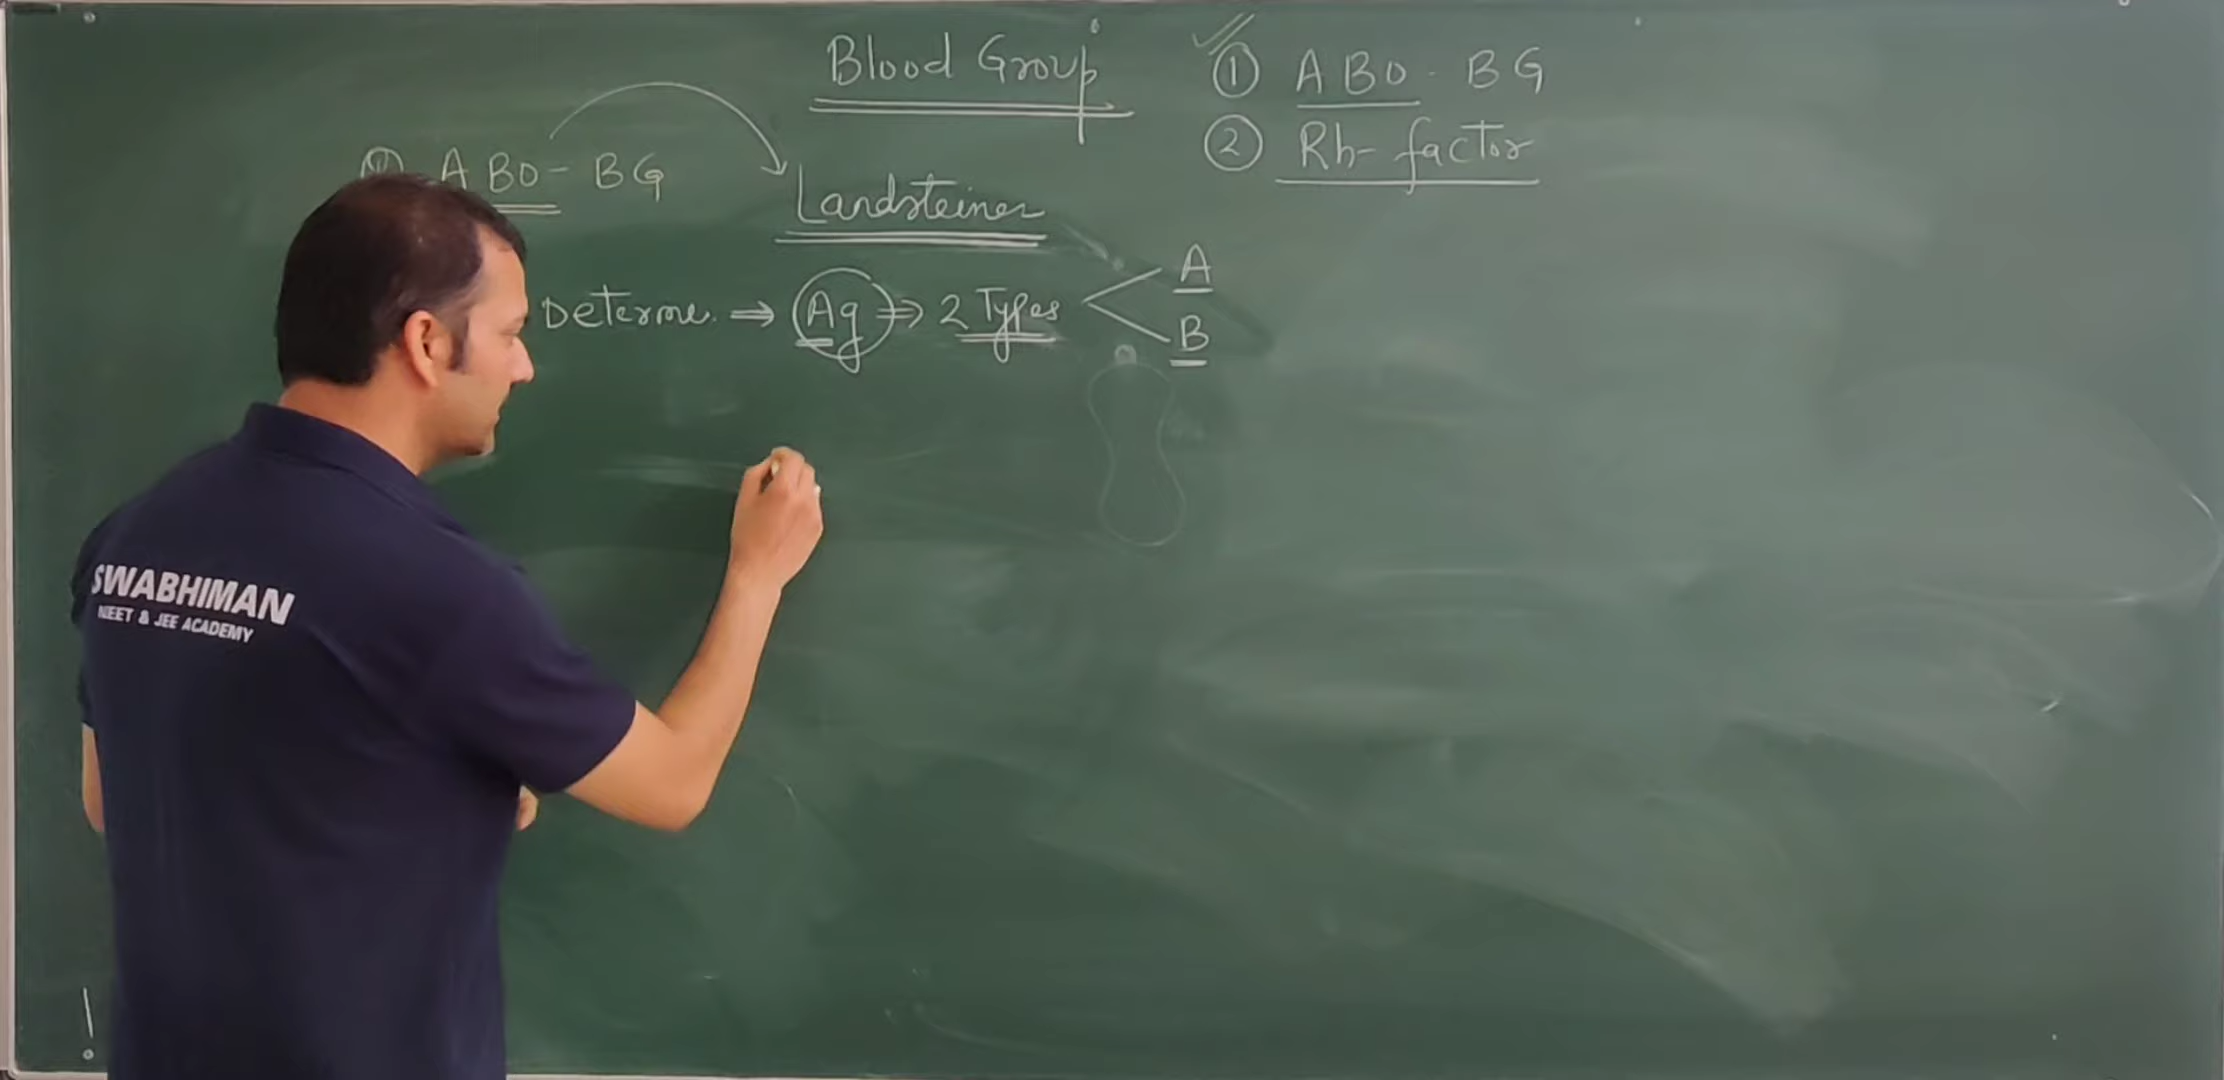 Blood Group
① ABO - BG
② Rh- factor
① ABO - BG
Landsteiner
Determe. ⇒ Ag ⇒ 2 Types
A
B
SWABHIMAN
NEET & JEE ACADEMY